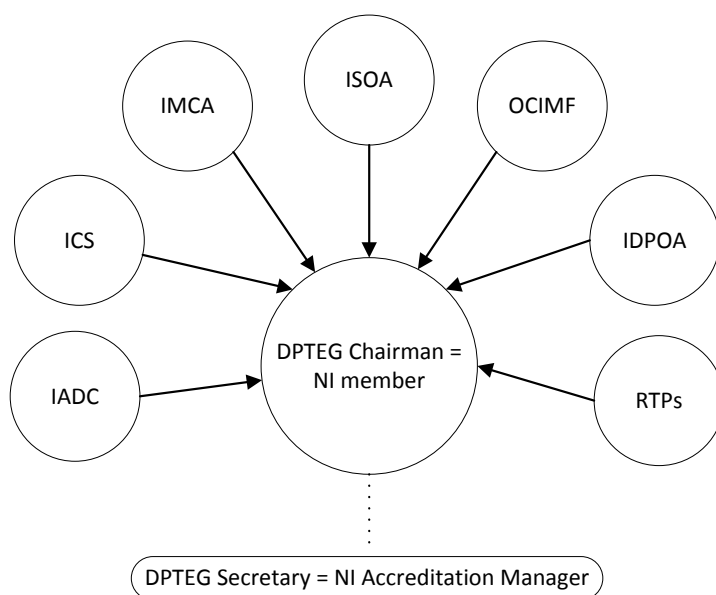 ISOA
IMCA
OCIMF
ICS
IDPOA
DPTEG Chairman =
NI member
IADC
RTPs
DPTEG Secretary = NI Accreditation Manager